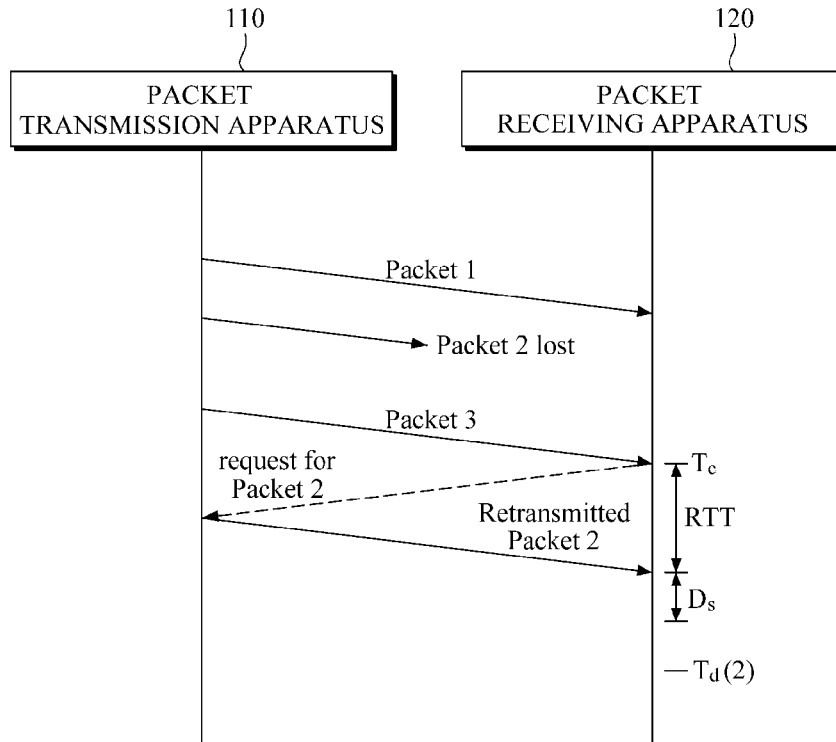 110
120
PACKET
TRANSMISSION APPARATUS
PACKET
RECEIVING APPARATUS
Packet 1
Packet 2 lost
Packet 3
request for
Packet 2
Tc
RTT
Retransmitted
Packet 2
Ds
Td(2)